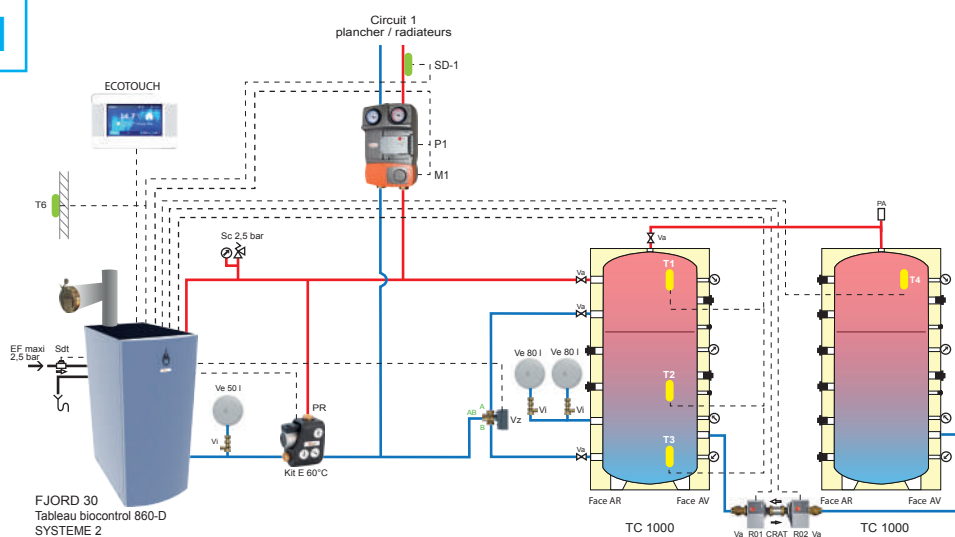 Circuit 1
plancher / radiateurs
SD-1
ECOTOUCH
P1
M1
T6
PA
Sc 2,5 bar
Va
T1
T4
Va
Va
EF maxi
2,5 bar
Sdt
Ve 80 l Ve 80 l
Ve 50 l
T2
A
AB
B
Vz
Vi Vi
PR
Vi
T3
Va
Kit E 60°C
FJORD 30
Tableau biocontrol 860-D
SYSTEME 2
Face AR Face AV
Face AR Face AV
TC 1000
Va R01 CRAT R02 Va
TC 1000